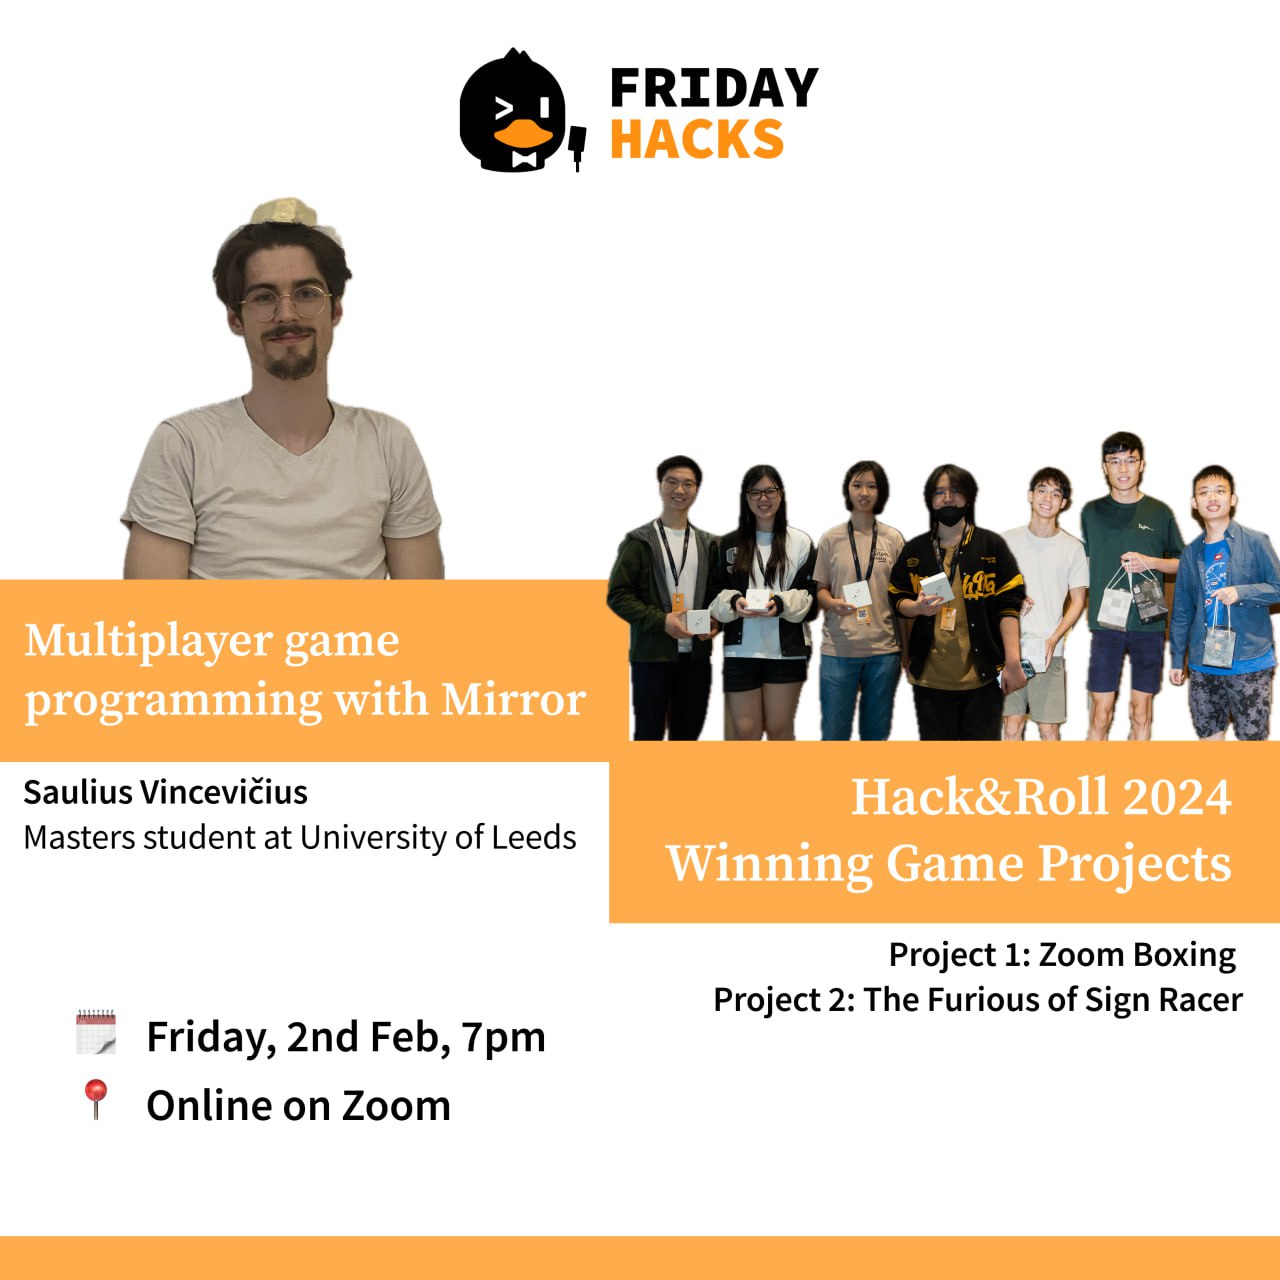 FRIDAY
HACKS
Multiplayer game
programming with Mirror
Saulius Vincevičius
Masters student at University of Leeds
Hack&Roll 2024
Winning Game Projects
Project 1: Zoom Boxing
Project 2: The Furious of Sign Racer
Friday, 2nd Feb, 7pm
Online on Zoom